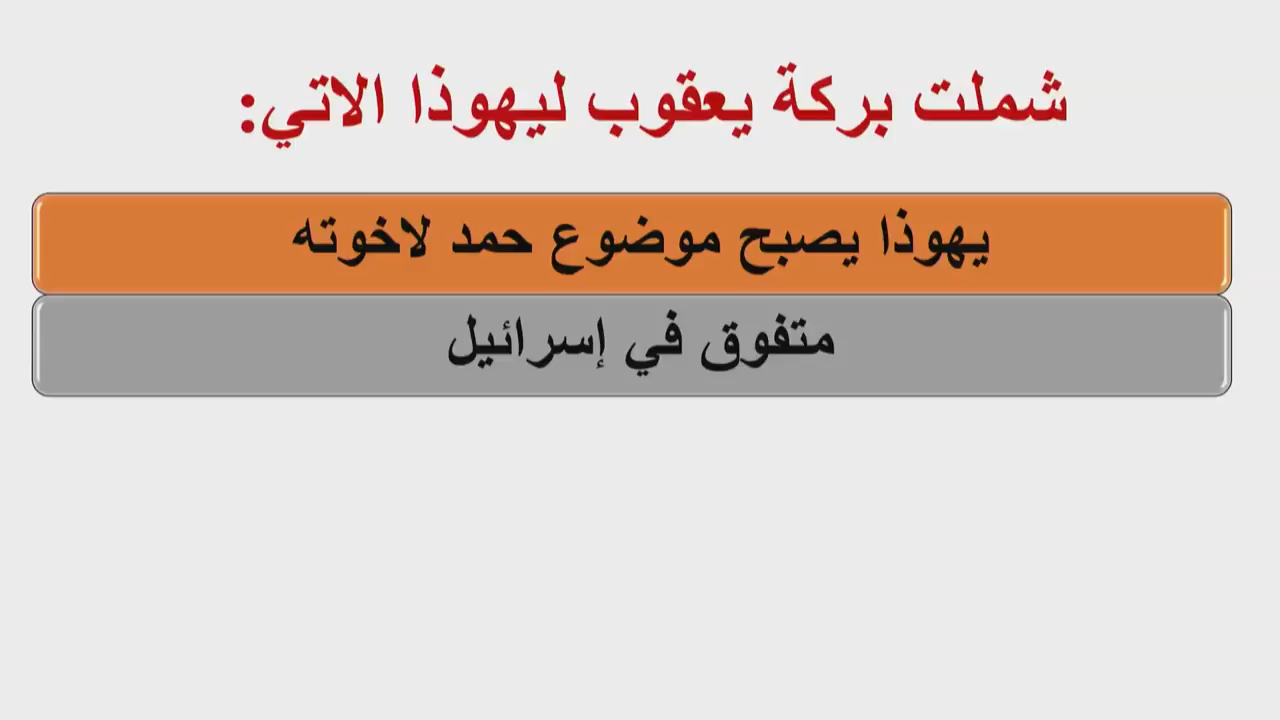 شملت بركة يعقوب ليهوذا الاتي:
يهوذا يصبح موضوع حمد لاخوته
متفوق في إسرائيل